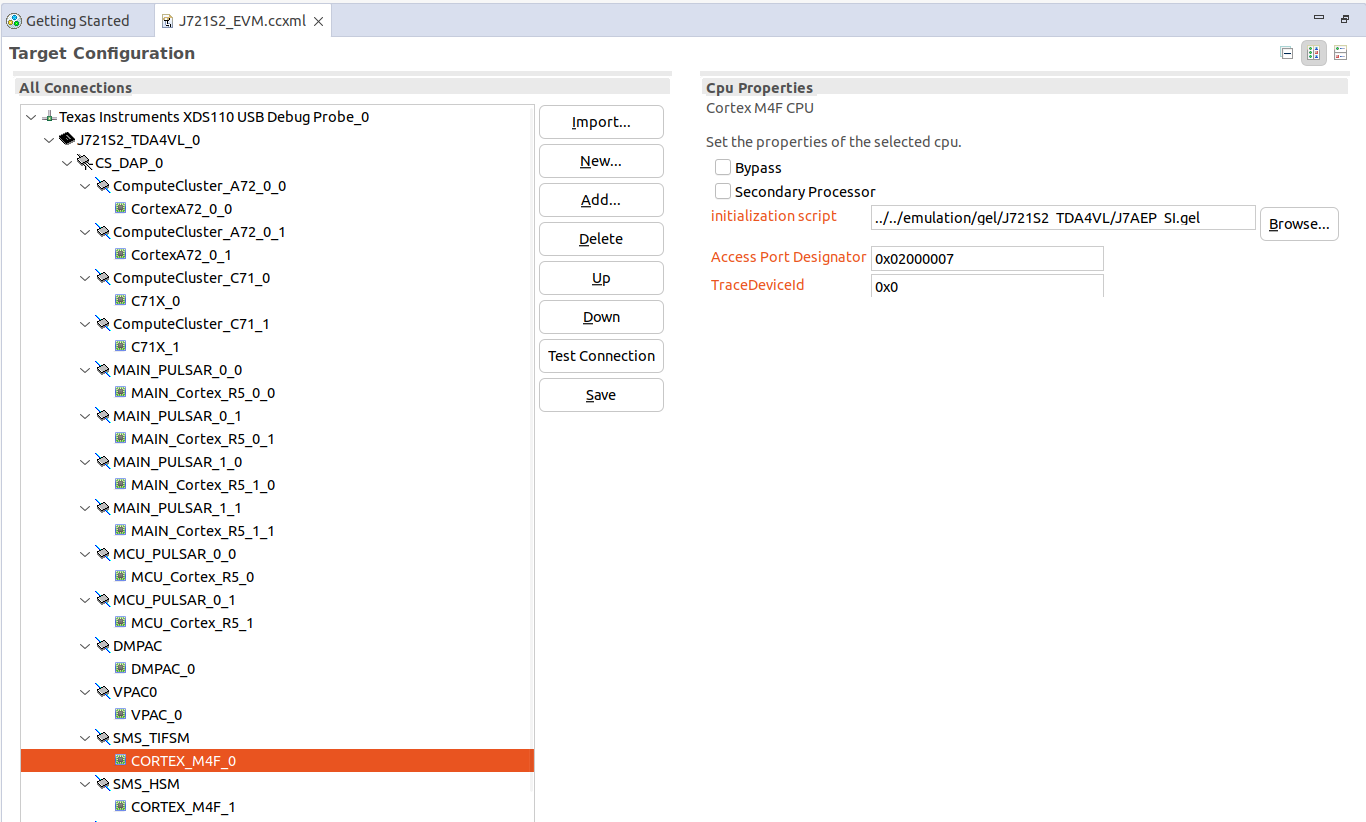 Getting Started
J721S2_EVM.ccxml
Target Configuration
All Connections
Texas Instruments XDS110 USB Debug Probe_0
J721S2_TDA4VL_0
CS_DAP_0
ComputeCluster_A72_0_0
CortexA72_0_0
ComputeCluster_A72_0_1
CortexA72_0_1
ComputeCluster_C71_0
C71X_0
ComputeCluster_C71_1
C71X_1
MAIN_PULSAR_0_0
MAIN_Cortex_R5_0_0
MAIN_PULSAR_0_1
MAIN_Cortex_R5_0_1
MAIN_PULSAR_1_0
MAIN_Cortex_R5_1_0
MAIN_PULSAR_1_1
MAIN_Cortex_R5_1_1
MCU_PULSAR_0_0
MCU_Cortex_R5_0
MCU_PULSAR_0_1
MCU_Cortex_R5_1
DMPAC
DMPAC_0
VPAC0
VPAC_0
SMS_TIFSM
CORTEX_M4F_0
SMS_HSM
CORTEX_M4F_1
Import...
New...
Add...
Delete
Up
Down
Test Connection
Save
Cpu Properties
Cortex M4F CPU
Set the properties of the selected cpu.
Bypass
Secondary Processor
initialization script
../../emulation/gel/J721S2_TDA4VL/J7AEP_SI.gel
Browse...
Access Port Designator
0x02000007
TraceDeviceId
0x0